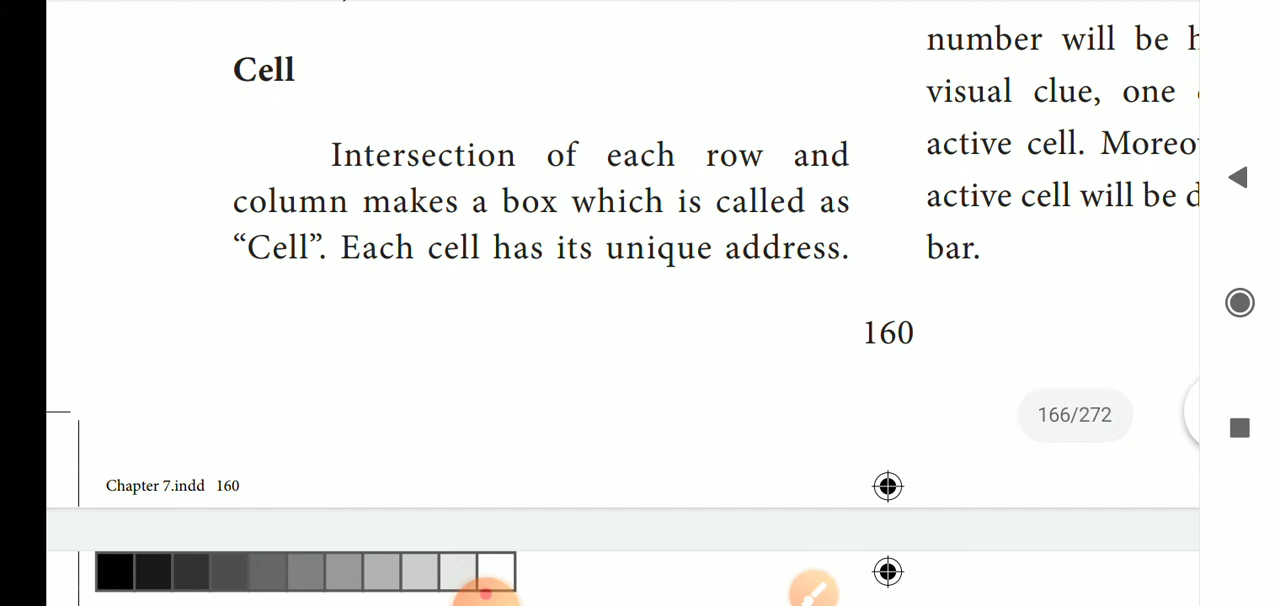 Cell
Intersection of each row and
column makes a box which is called as
“Cell”. Each cell has its unique address.
number will be
visual clue, one
active cell.
active cell will be
bar.
160
166/272
Chapter 7.indd 160